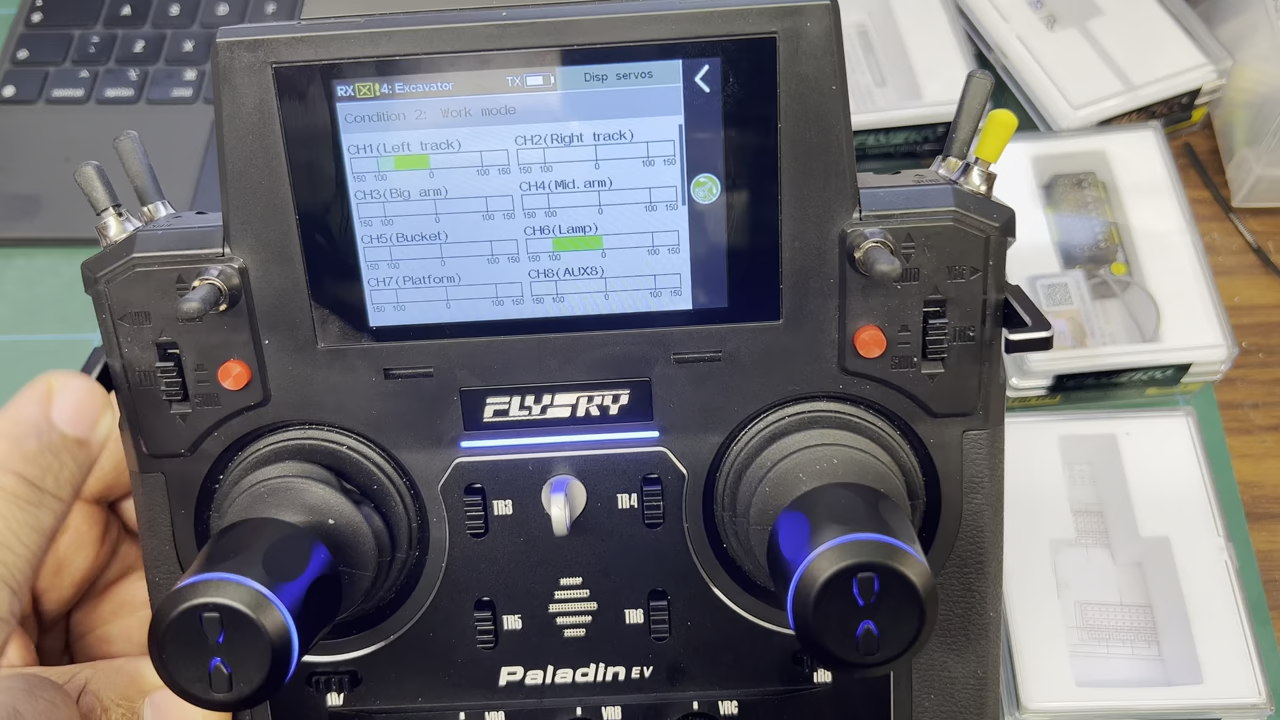 RX 4: Excavator TX Disp servos
Condition 2: Work mode
CH1(Left track) CH2(Right track)
150 100 0 100 150 150 100 0 100 150
CH3(Big arm) CH4(Mid. arm)
150 100 0 100 150 150 100 0 100 150
CH5(Bucket) CH6(Lamp)
150 100 0 100 150 150 100 0 100 150
CH7(Platform) CH8(AUX8)
150 100 0 100 150 150 100 0 100 150
FLYSKY
TR3 TR4
TR5 TR6
Paladin EV
VRB VRC